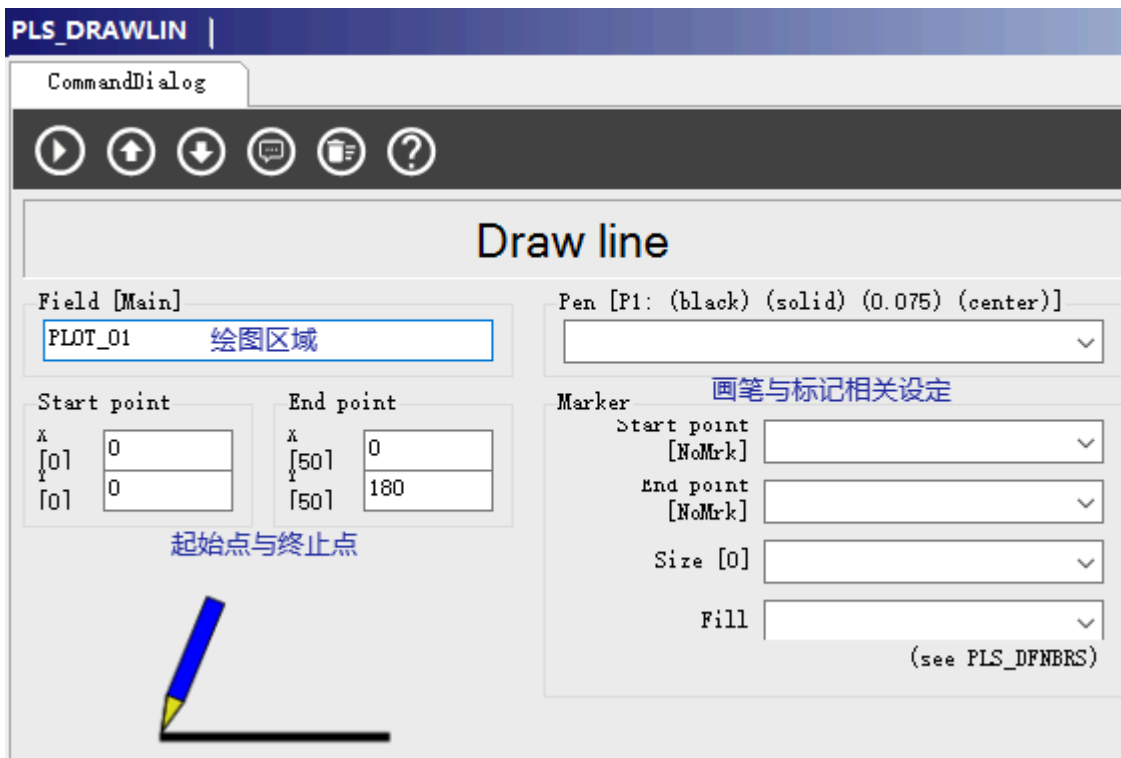 PLS_DRAWLIN
CommandDialog
Draw line
Field [Main]
PLOT_01 绘图区域
Pen [P1: (black) (solid) (0.075) (center)]
画笔与标记相关设定
Start point
X [0] 0
Y [0] 0
End point
X [50] 0
Y [50] 180
起始点与终止点
Marker
Start point
[NoMrk]
End point
[NoMrk]
Size [0]
Fill
(see PLS_DFNBRS)